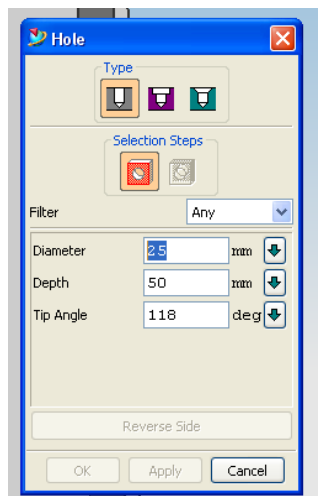 Hole
Type
Selection Steps
Filter Any
Diameter 25 mm
Depth 50 mm
Tip Angle 118 deg
Reverse Side
OK Apply Cancel